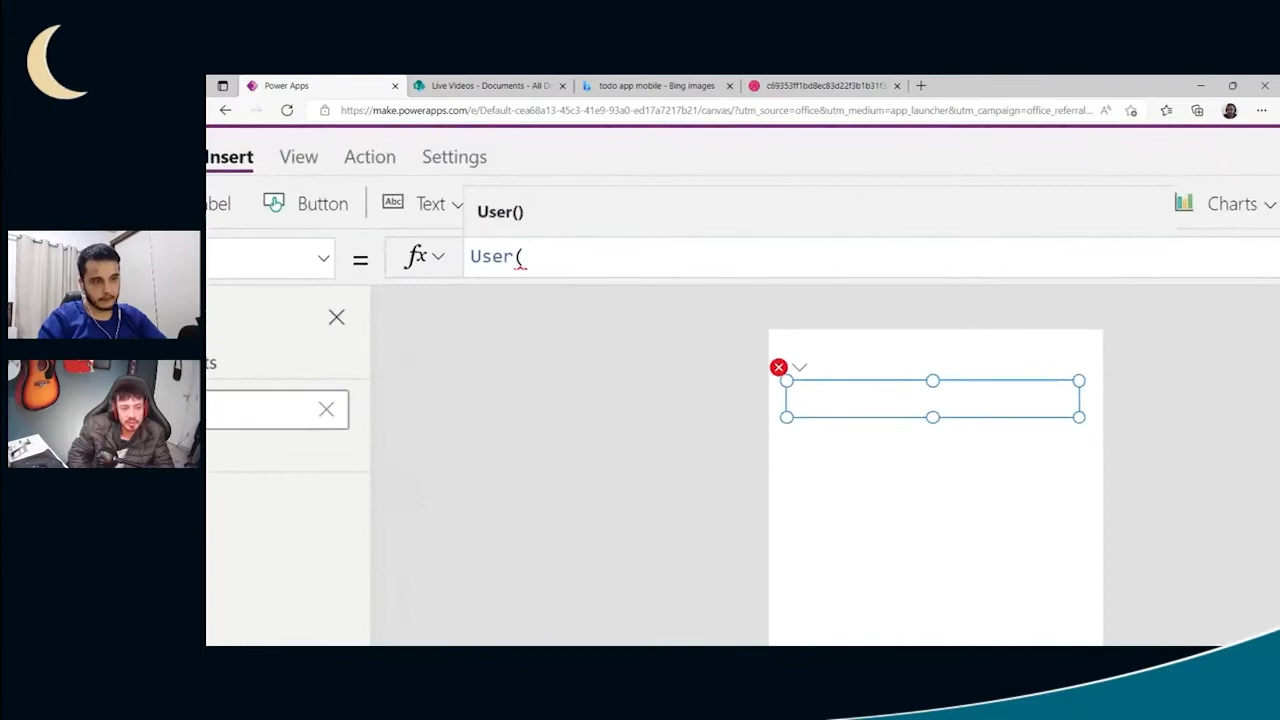 Power Apps
Live Videos - Documents - All D
todo app mobile - Bing images
c69353ff1bd8ec83d22f3b1b31f3
https://make.powerapps.com/e/Default-cea68a13-45c3-41e9-93a0-ed17a7217b21/canvas/?utm_source=office&utm_medium=app_launcher&utm_campaign=office_referral...
Insert View Action Settings
bel Button Abc Text Charts
User()
= fx User(
ts